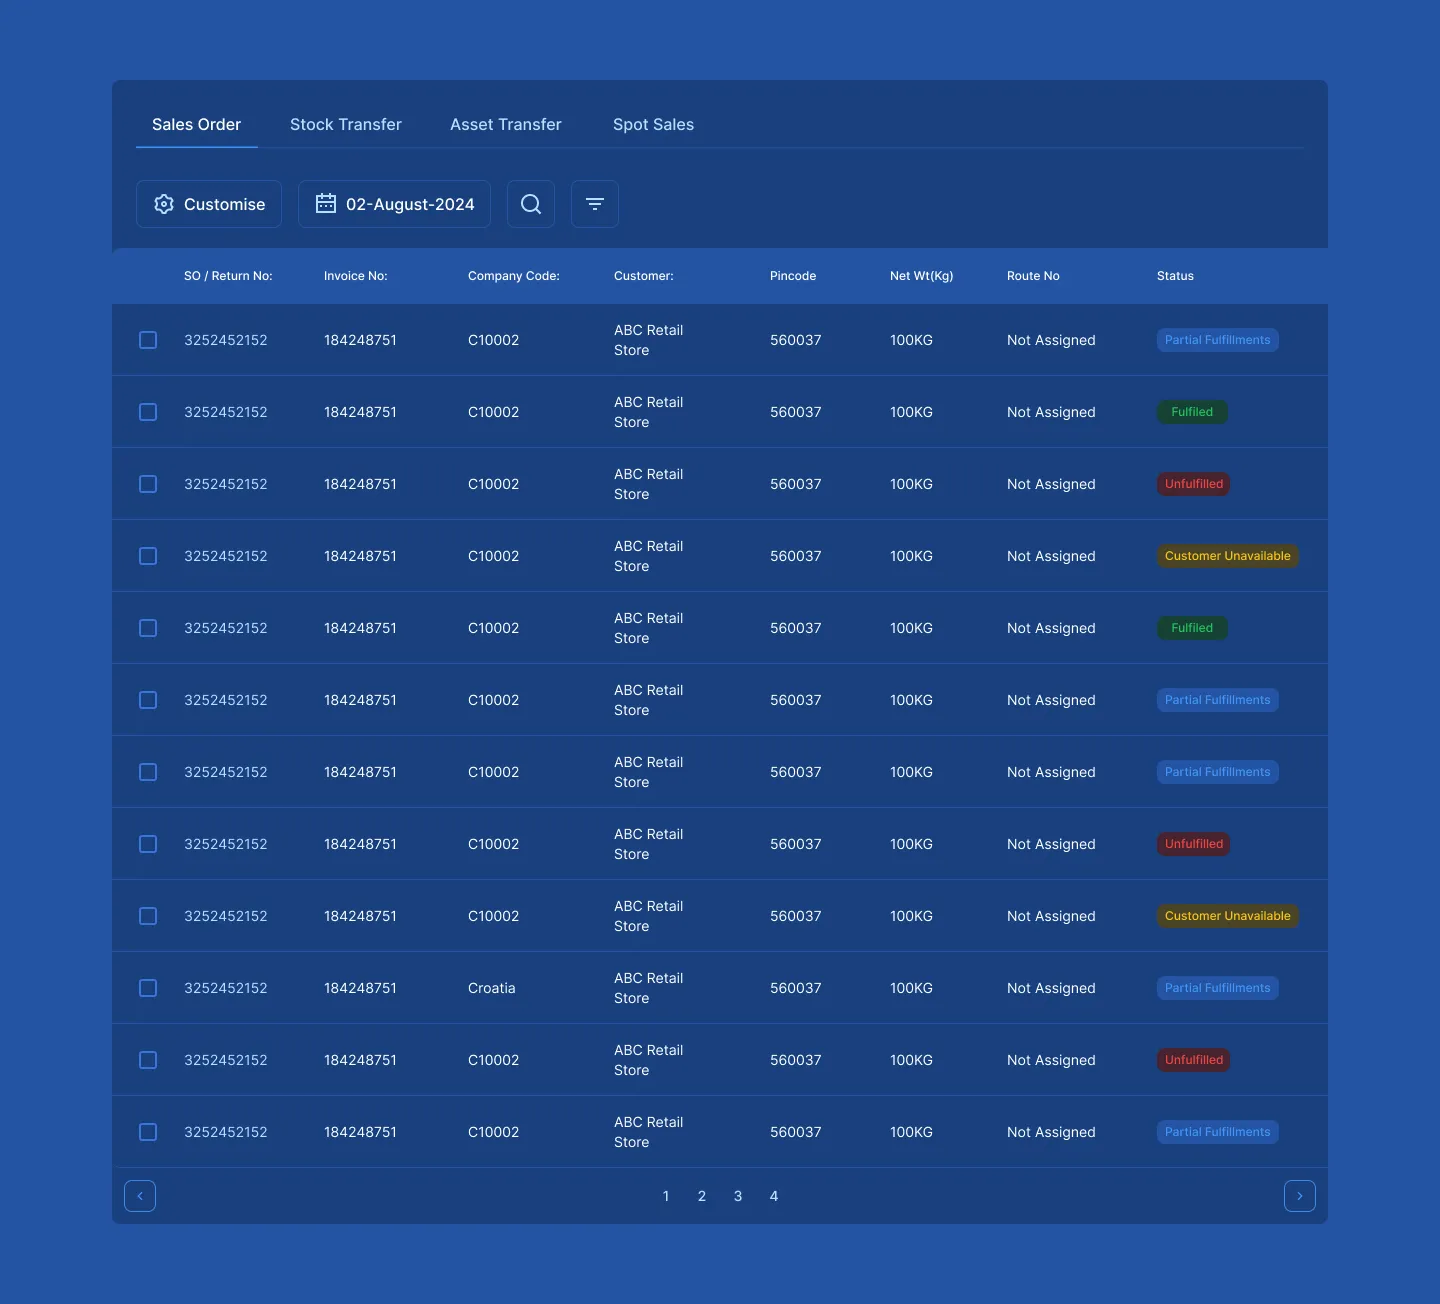 Sales Order Stock Transfer Asset Transfer Spot Sales
Customise 02-August-2024
SO / Return No: Invoice No: Company Code: Customer: Pincode Net Wt(Kg) Route No Status
3252452152 184248751 C10002 ABC Retail Store 560037 100KG Not Assigned Partial Fulfillments
3252452152 184248751 C10002 ABC Retail Store 560037 100KG Not Assigned Fulfiled
3252452152 184248751 C10002 ABC Retail Store 560037 100KG Not Assigned Unfulfilled
3252452152 184248751 C10002 ABC Retail Store 560037 100KG Not Assigned Customer Unavailable
3252452152 184248751 C10002 ABC Retail Store 560037 100KG Not Assigned Fulfiled
3252452152 184248751 C10002 ABC Retail Store 560037 100KG Not Assigned Partial Fulfillments
3252452152 184248751 C10002 ABC Retail Store 560037 100KG Not Assigned Partial Fulfillments
3252452152 184248751 C10002 ABC Retail Store 560037 100KG Not Assigned Unfulfilled
3252452152 184248751 C10002 ABC Retail Store 560037 100KG Not Assigned Customer Unavailable
3252452152 184248751 Croatia ABC Retail Store 560037 100KG Not Assigned Partial Fulfillments
3252452152 184248751 C10002 ABC Retail Store 560037 100KG Not Assigned Unfulfilled
3252452152 184248751 C10002 ABC Retail Store 560037 100KG Not Assigned Partial Fulfillments
1 2 3 4